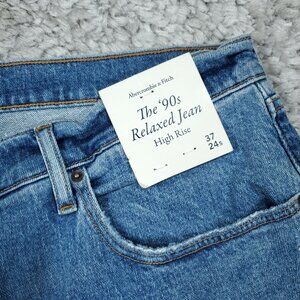 Abercrombie & Fitch
The '90s
Relaxed Jean
High Rise
37
24s